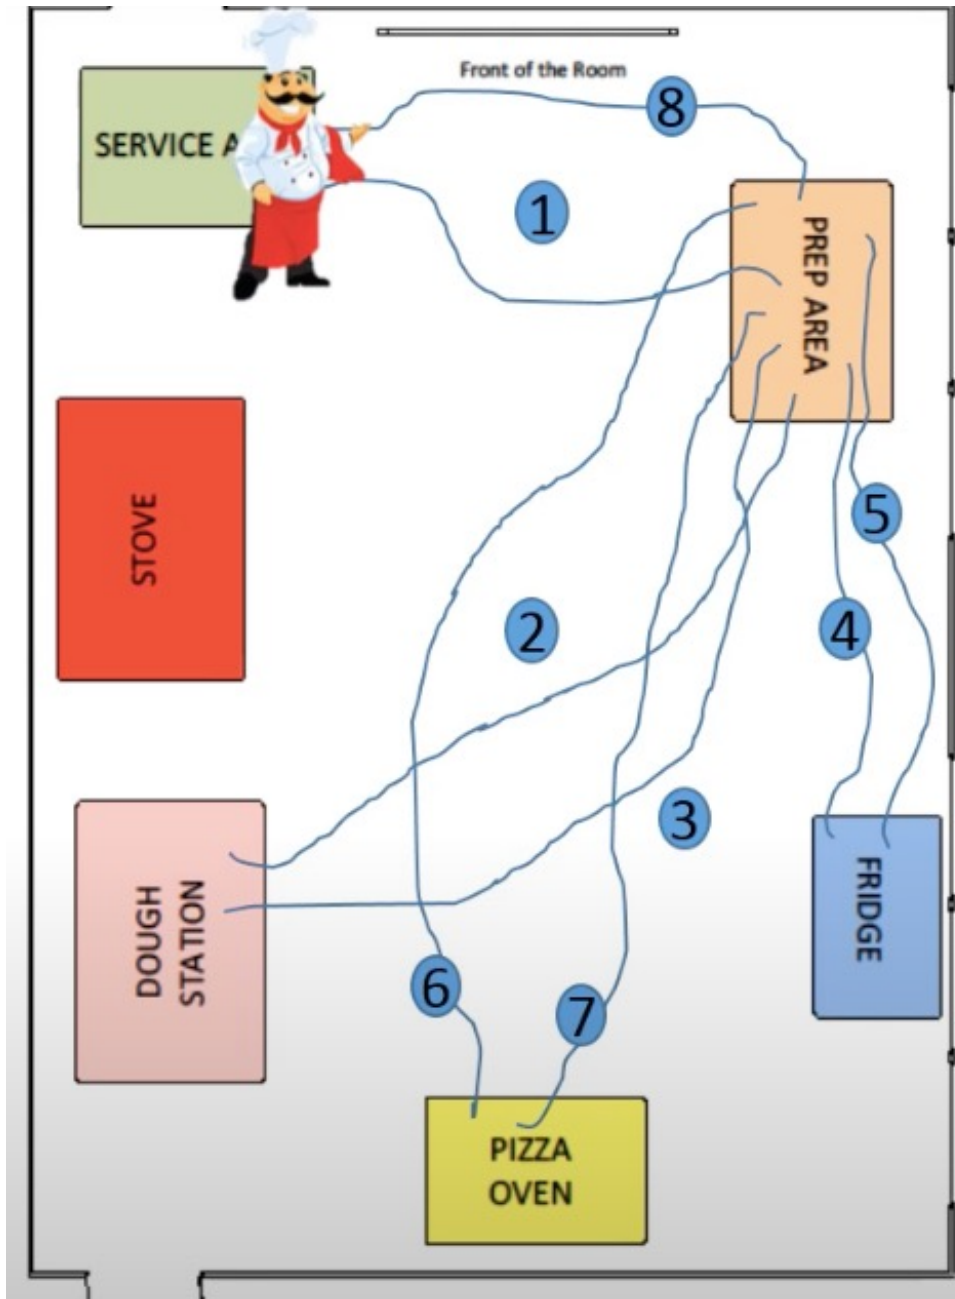 Front of the Room
8
SERVICE A
1
PREP AREA
STOVE
5
2
4
3
DOUGH
STATION
FRIDGE
6
7
PIZZA
OVEN